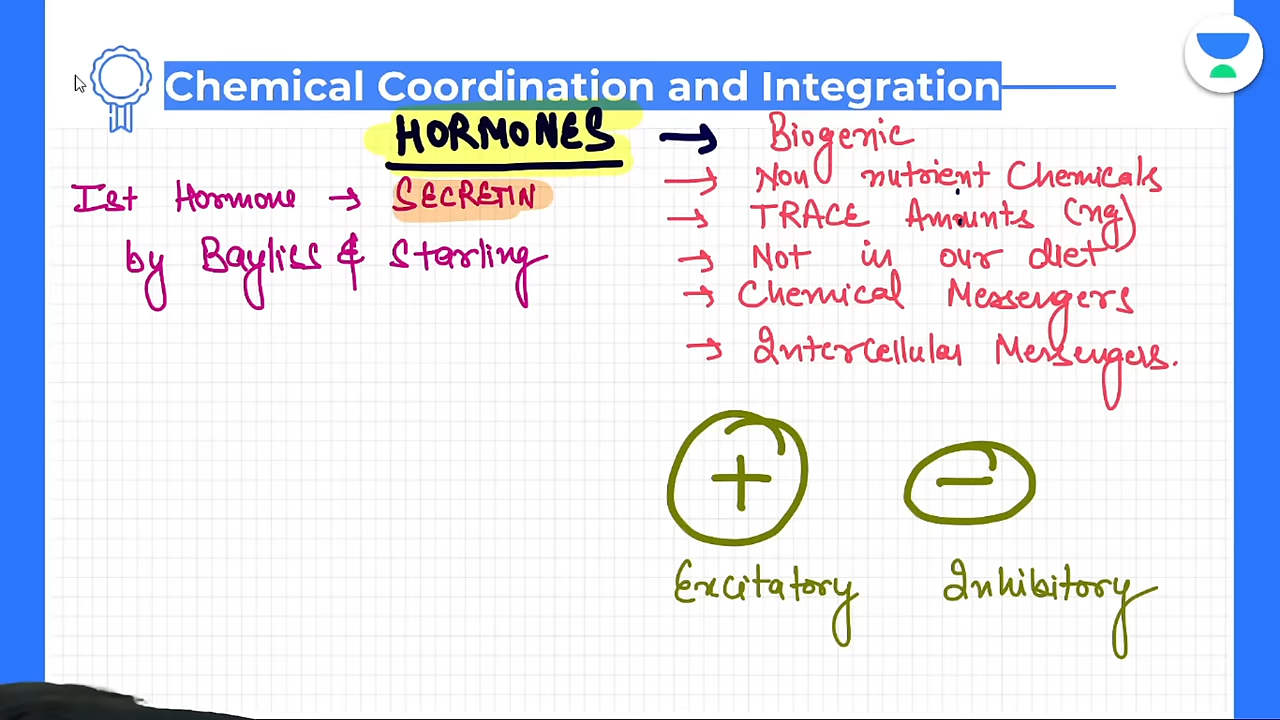 Chemical Coordination and Integration
HORMONES → Biogenic
→ Non nutrient Chemicals
→ TRACE Amounts (ng)
→ Not in our diet
→ Chemical Messengers
→ Intercellular Messengers.
Ist Hormone → SECRETIN
by Bayliss & Starling
+ −
Excitatory Inhibitory